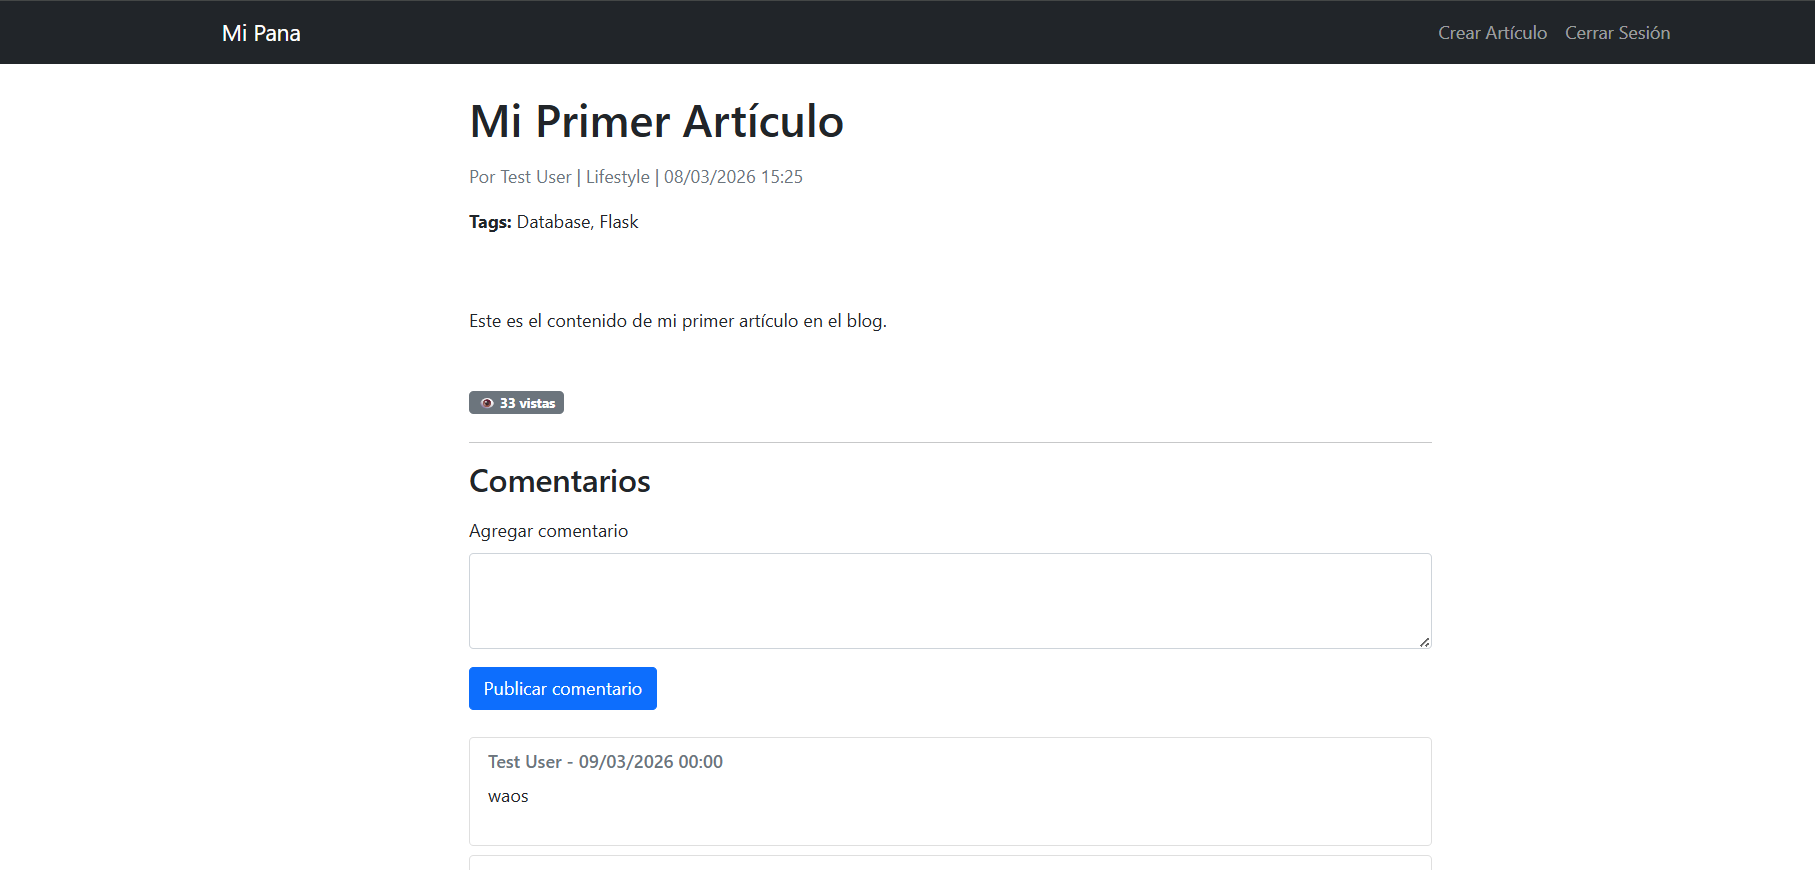 Mi Pana
Crear Artículo Cerrar Sesión
Mi Primer Artículo
Por Test User | Lifestyle | 08/03/2026 15:25
Tags: Database, Flask
Este es el contenido de mi primer artículo en el blog.
33 vistas
Comentarios
Agregar comentario
Publicar comentario
Test User - 09/03/2026 00:00
waos